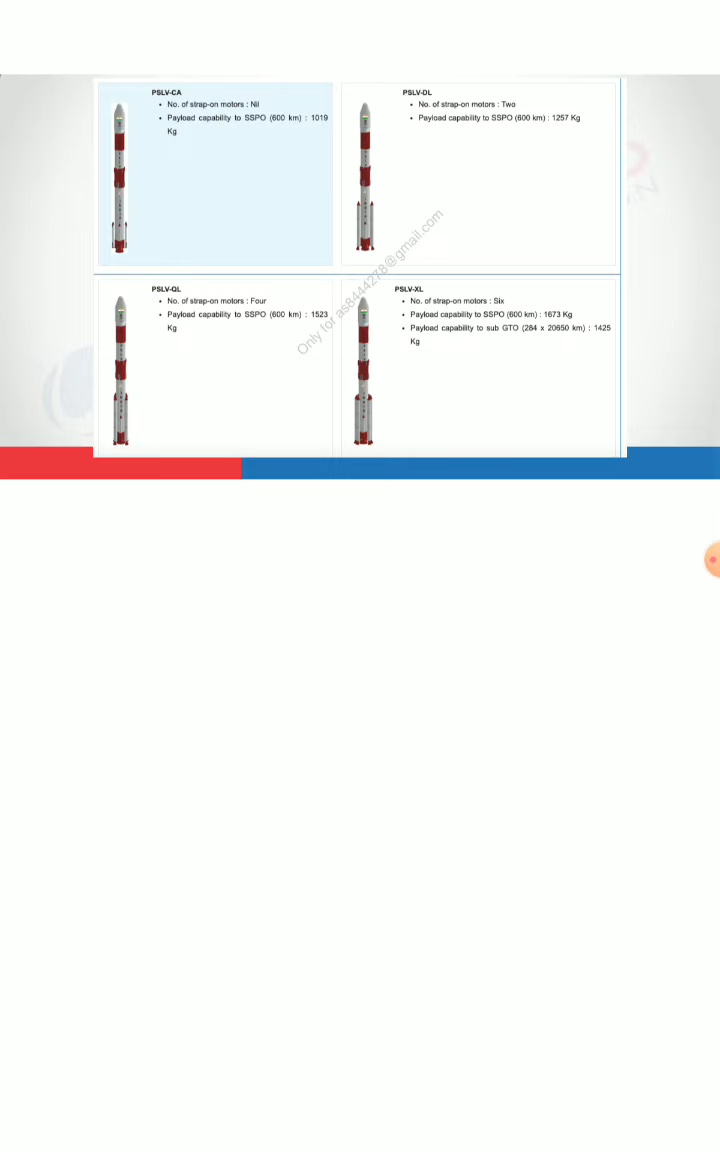 PSLV-CA
• No. of strap-on motors : Nil
• Payload capability to SSPO (600 km) : 1019
Kg
PSLV-DL
• No. of strap-on motors : Two
• Payload capability to SSPO (600 km) : 1257 Kg
PSLV-QL
• No. of strap-on motors : Four
• Payload capability to SSPO (600 km) : 1523
Kg
PSLV-XL
• No. of strap-on motors : Six
• Payload capability to SSPO (600 km) : 1673 Kg
• Payload capability to sub GTO (284 x 20650 km) : 1425
Kg
Only for as8444278@gmail.com